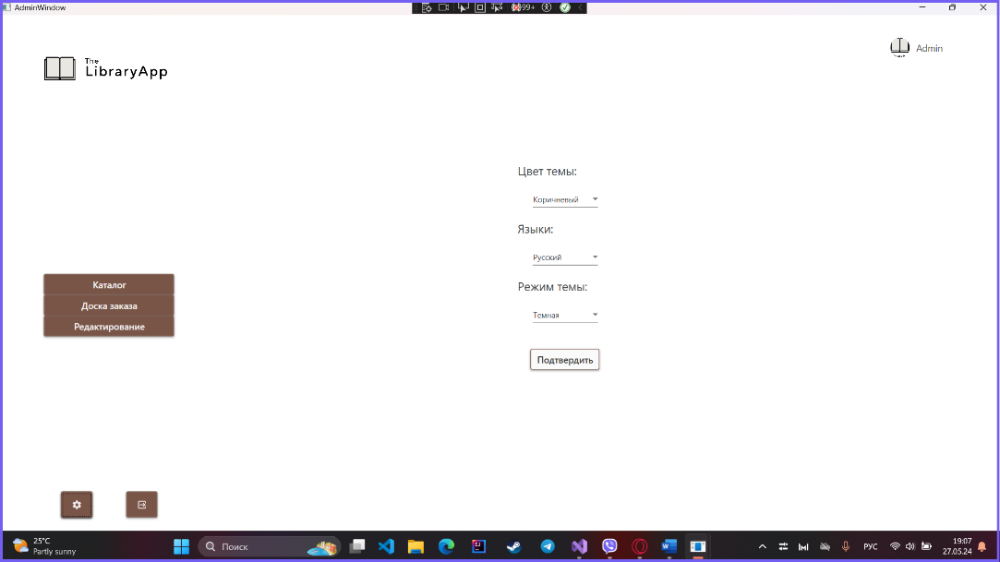 AdminWindow
99+
Admin
The
LibraryApp
Цвет темы:
Коричневый
Языки:
Русский
Режим темы:
Темная
Подтвердить
Каталог
Доска заказа
Редактирование
25°C
Partly sunny
Поиск
РУС
19:07
27.05.24